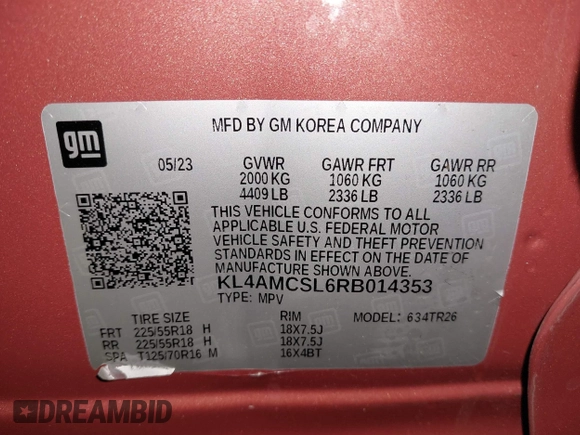 gm
MFD BY GM KOREA COMPANY
05/23 GVWR GAWR FRT GAWR RR
2000 KG 1060 KG 1060 KG
4409 LB 2336 LB 2336 LB
THIS VEHICLE CONFORMS TO ALL
APPLICABLE U.S. FEDERAL MOTOR
VEHICLE SAFETY AND THEFT PREVENTION
STANDARDS IN EFFECT ON THE DATE OF
MANUFACTURE SHOWN ABOVE.
KL4AMCSL6RB014353
TYPE: MPV
TIRE SIZE RIM MODEL: 634TR26
FRT 225/55R18 H 18X7.5J
RR 225/55R18 H 18X7.5J
SPA T125/70R16 M 16X4BT
DREAMBID